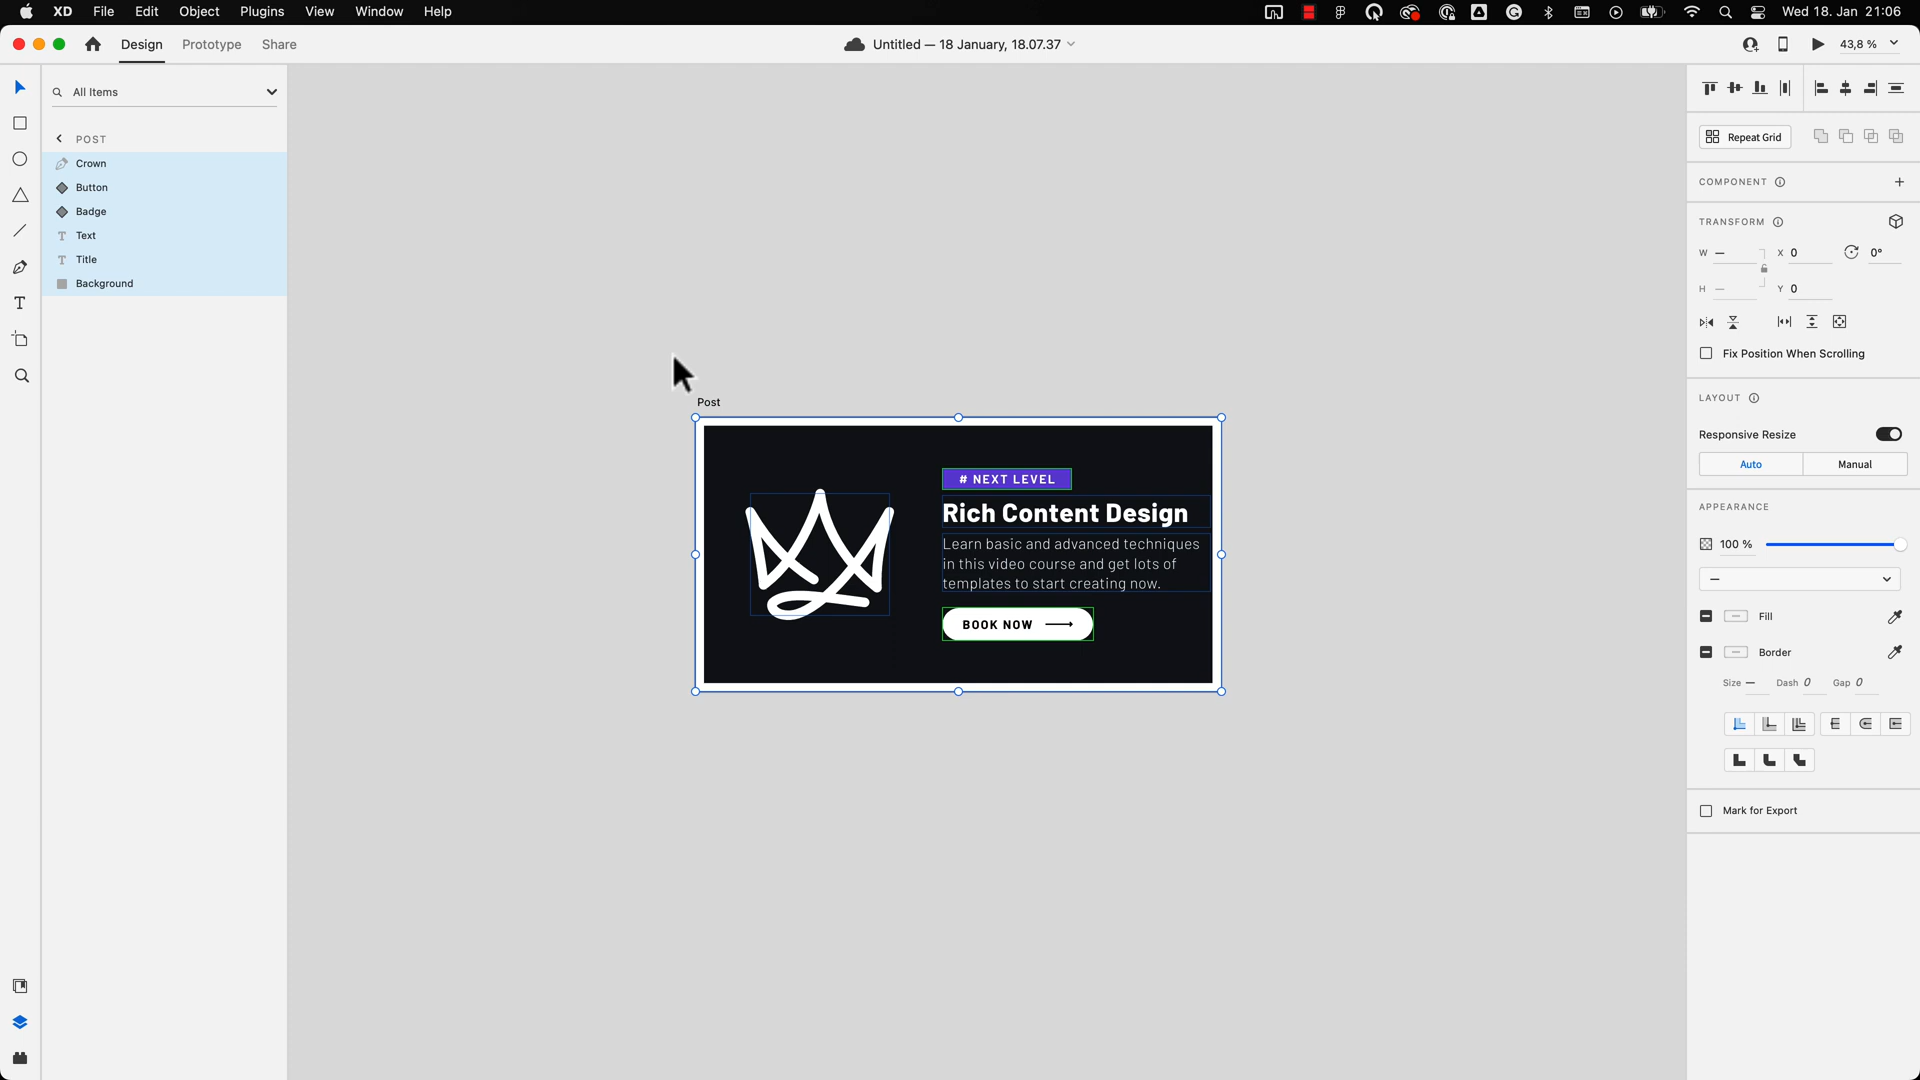 XD File Edit Object Plugins View Window Help
Wed 18. Jan 21:06
Design Prototype Share
Untitled — 18 January, 18.07.37
43,8 %
All Items
POST
Crown
Button
Badge
Text
Title
Background
Post
# NEXT LEVEL
Rich Content Design
Learn basic and advanced techniques
in this video course and get lots of
templates to start creating now.
BOOK NOW
Repeat Grid
COMPONENT
TRANSFORM
W — X 0 0°
H — Y 0
Fix Position When Scrolling
LAYOUT
Responsive Resize
Auto Manual
APPEARANCE
100 %
—
Fill
Border
Size — Dash 0 Gap 0
Mark for Export